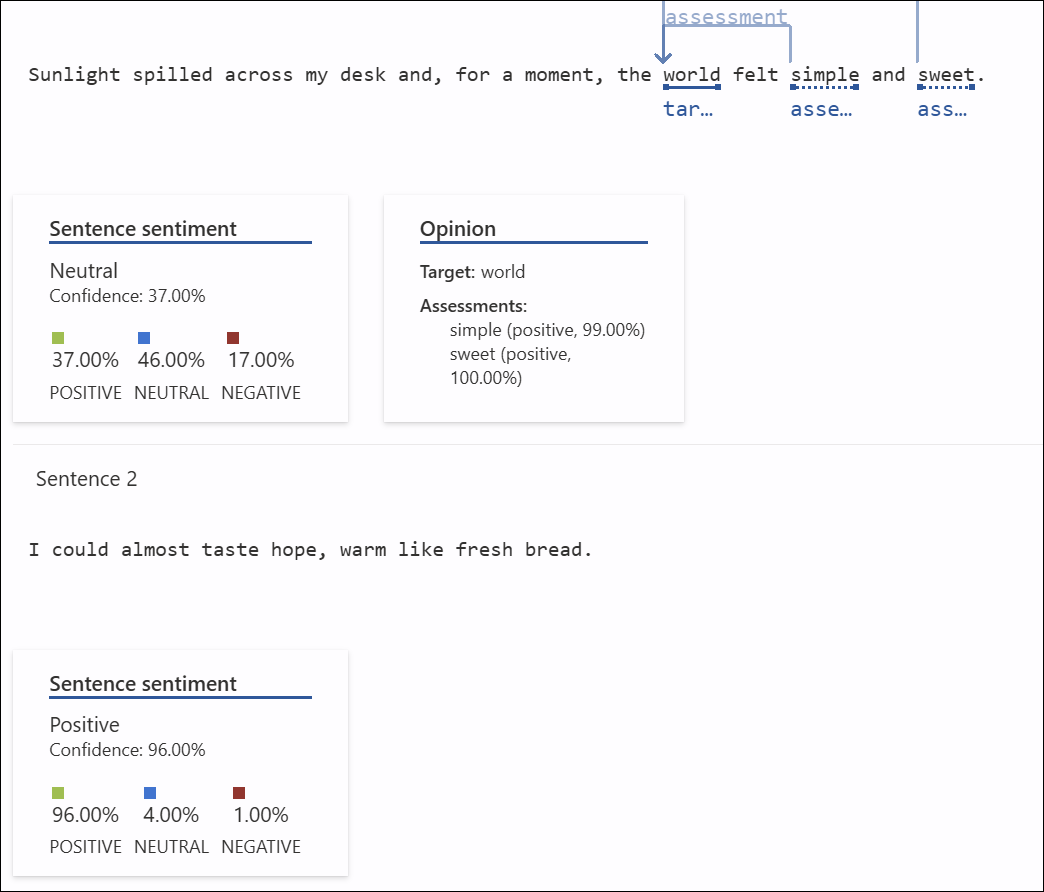 assessment
Sunlight spilled across my desk and, for a moment, the world felt simple and sweet.
tar… asse… ass…
Sentence sentiment
Neutral
Confidence: 37.00%
37.00% 46.00% 17.00%
POSITIVE NEUTRAL NEGATIVE
Opinion
Target: world
Assessments:
simple (positive, 99.00%)
sweet (positive,
100.00%)
Sentence 2
I could almost taste hope, warm like fresh bread.
Sentence sentiment
Positive
Confidence: 96.00%
96.00% 4.00% 1.00%
POSITIVE NEUTRAL NEGATIVE